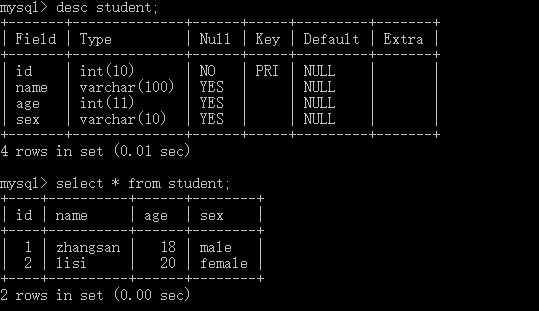 mysql> desc student;
+-------+--------------+------+-----+---------+-------+
| Field | Type         | Null | Key | Default | Extra |
+-------+--------------+------+-----+---------+-------+
| id    | int(10)      | NO   | PRI | NULL    |       |
| name  | varchar(100) | YES  |     | NULL    |       |
| age   | int(11)      | YES  |     | NULL    |       |
| sex   | varchar(10)  | YES  |     | NULL    |       |
+-------+--------------+------+-----+---------+-------+
4 rows in set (0.01 sec)
mysql> select * from student;
+----+----------+------+--------+
| id | name     | age  | sex    |
+----+----------+------+--------+
|  1 | zhangsan |   18 | male   |
|  2 | lisi     |   20 | female |
+----+----------+------+--------+
2 rows in set (0.00 sec)